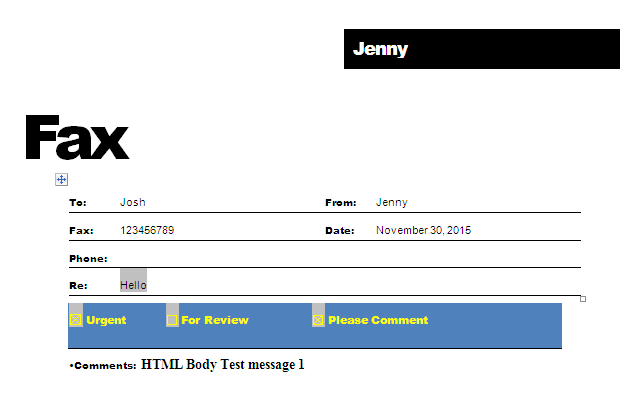 Jenny
Fax
To: Josh From: Jenny
Fax: 123456789 Date: November 30, 2015
Phone:
Re: Hello
☒ Urgent ☐ For Review ☒ Please Comment
•Comments: HTML Body Test message 1